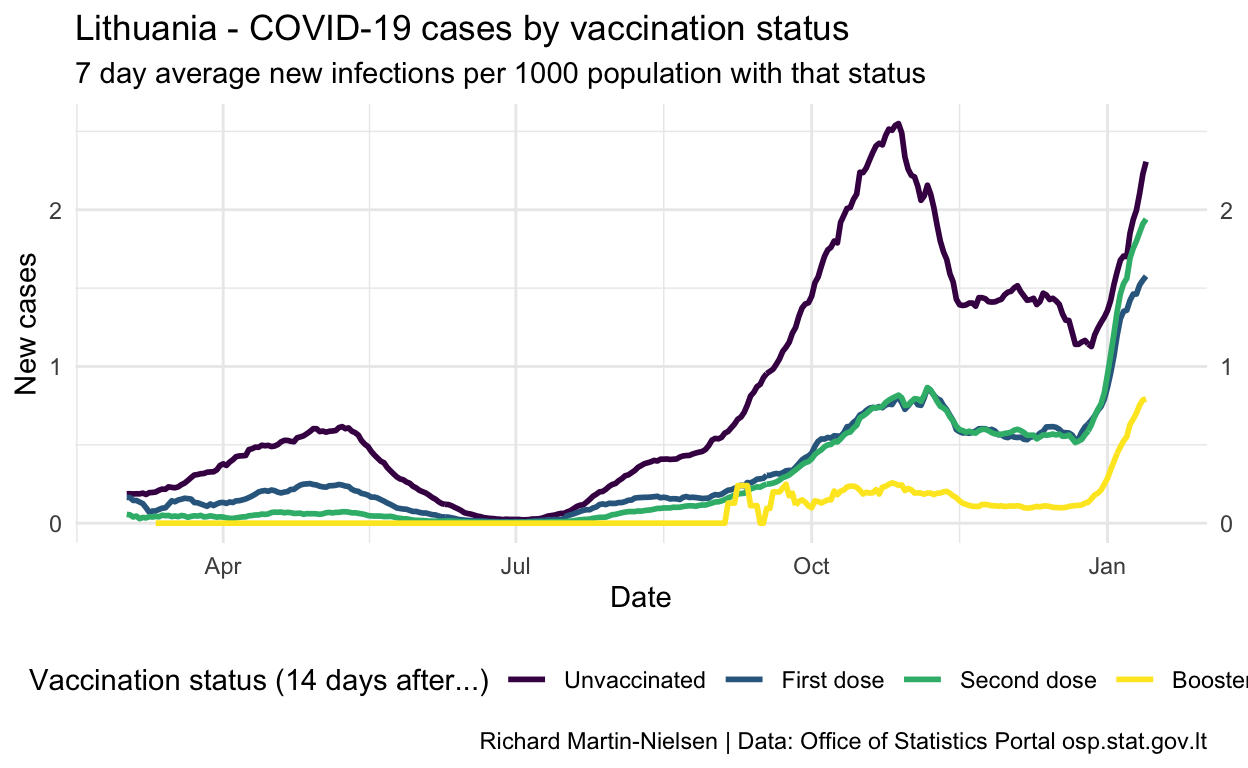 Lithuania - COVID-19 cases by vaccination status
7 day average new infections per 1000 population with that status
New cases
2
1
0
2
1
0
Apr Jul Oct Jan
Date
Vaccination status (14 days after...) Unvaccinated First dose Second dose Booster
Richard Martin-Nielsen | Data: Office of Statistics Portal osp.stat.gov.lt